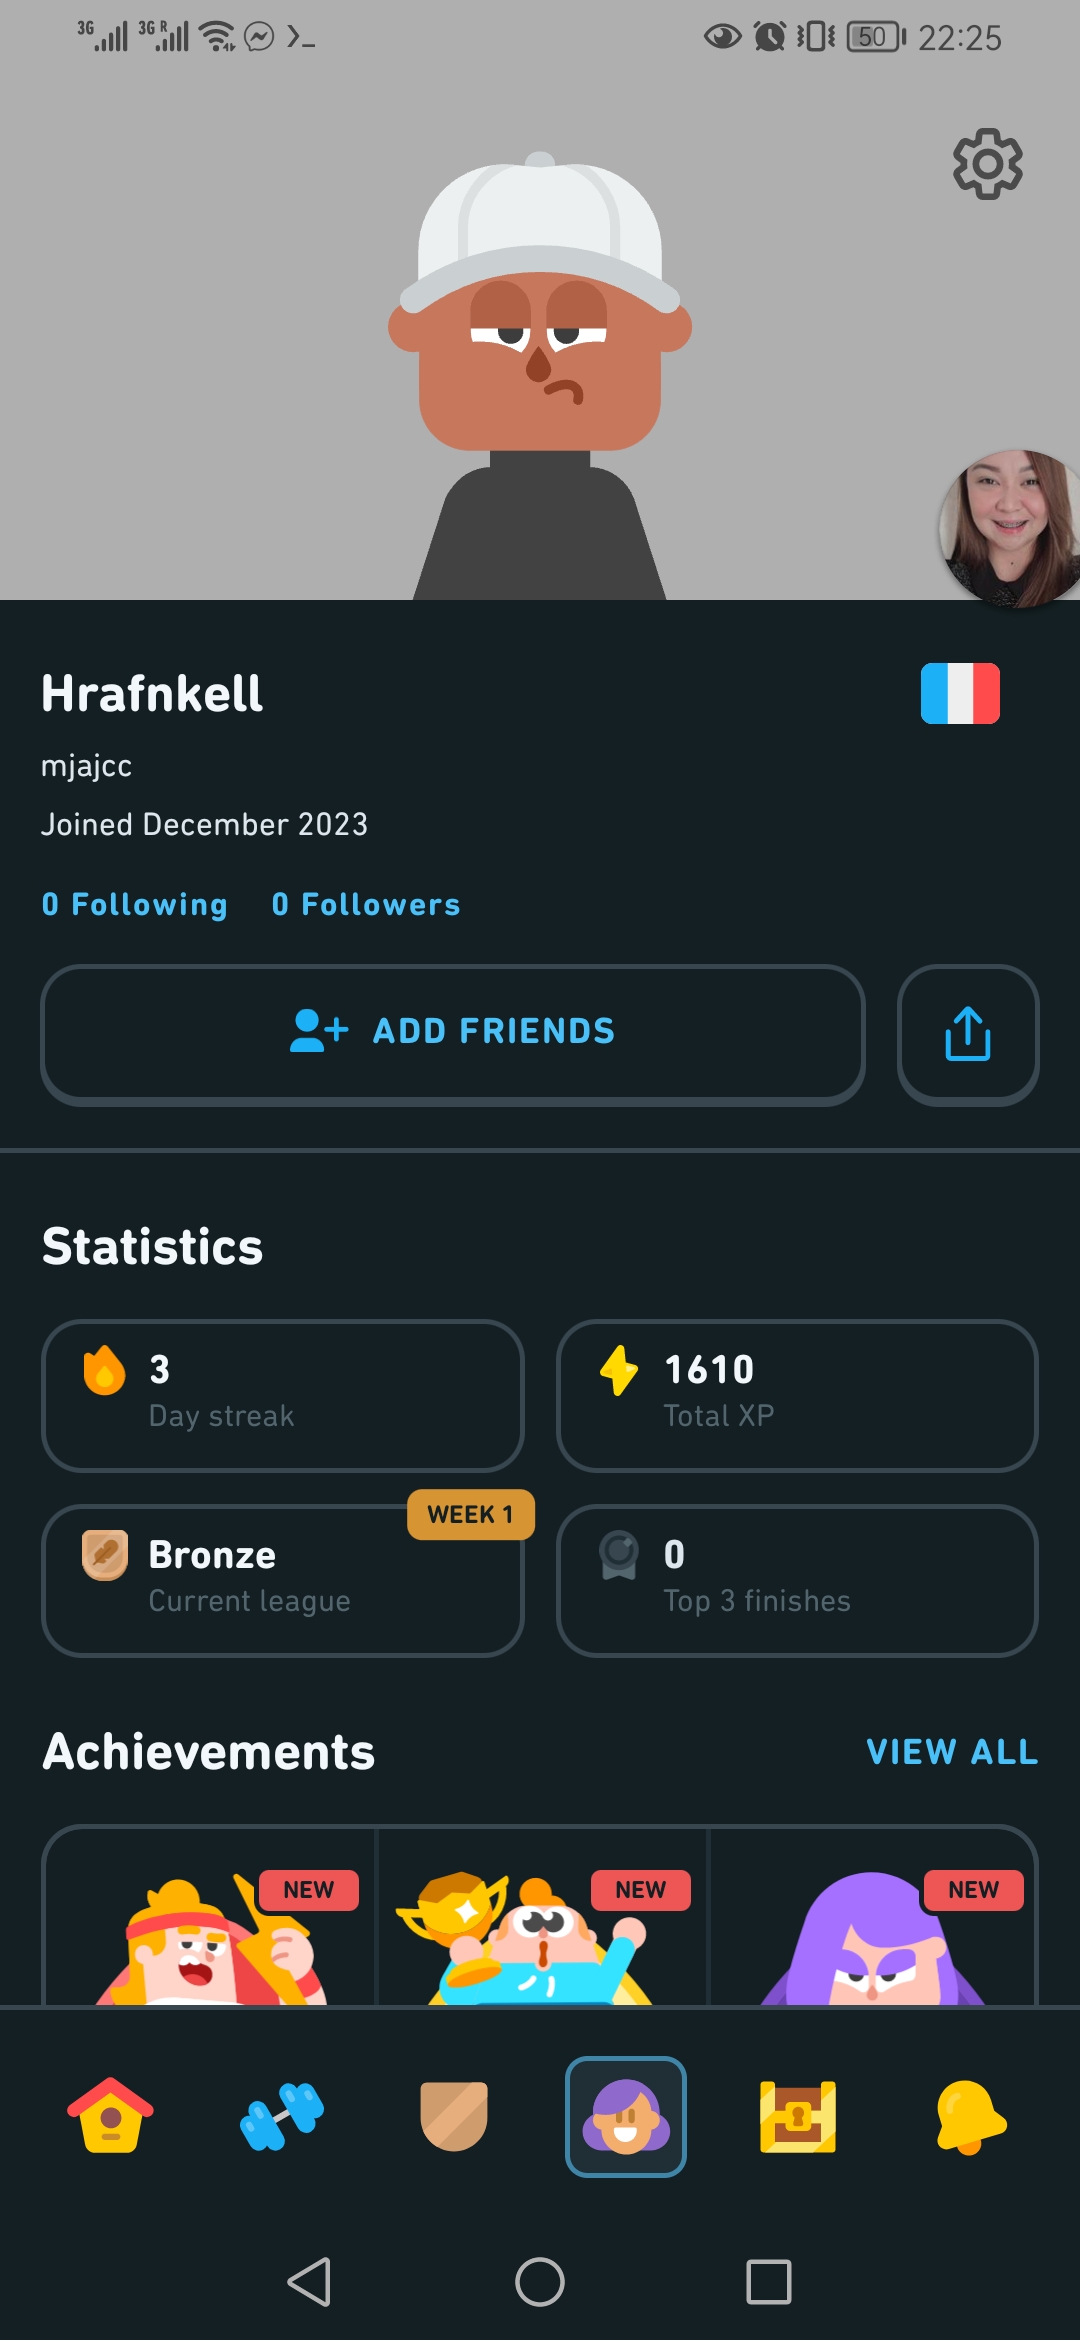 3G 3G R 50 22:25
Hrafnkell
mjajcc
Joined December 2023
0 Following 0 Followers
ADD FRIENDS
Statistics
3
Day streak
1610
Total XP
WEEK 1
Bronze
Current league
0
Top 3 finishes
Achievements VIEW ALL
NEW NEW NEW